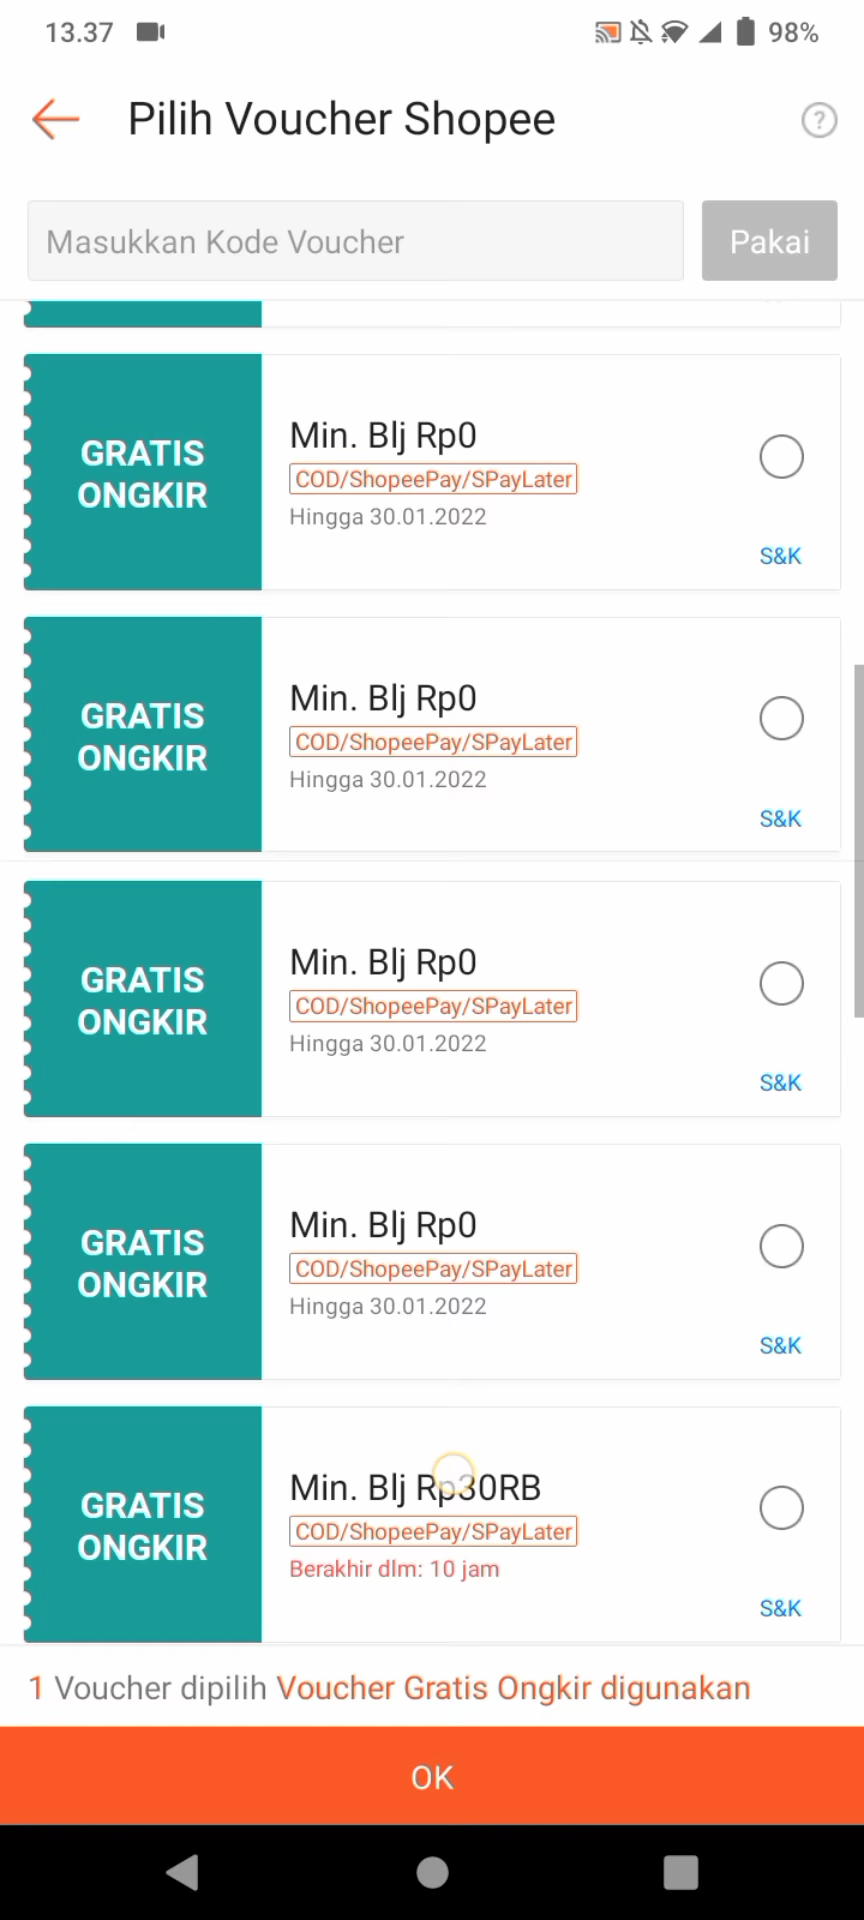 13.37
98%
Pilih Voucher Shopee
?
Masukkan Kode Voucher
Pakai
GRATIS
ONGKIR
Min. Blj Rp0
COD/ShopeePay/SPayLater
Hingga 30.01.2022
S&K
GRATIS
ONGKIR
Min. Blj Rp0
COD/ShopeePay/SPayLater
Hingga 30.01.2022
S&K
GRATIS
ONGKIR
Min. Blj Rp0
COD/ShopeePay/SPayLater
Hingga 30.01.2022
S&K
GRATIS
ONGKIR
Min. Blj Rp0
COD/ShopeePay/SPayLater
Hingga 30.01.2022
S&K
GRATIS
ONGKIR
Min. Blj Rp30RB
COD/ShopeePay/SPayLater
Berakhir dlm: 10 jam
S&K
1 Voucher dipilih Voucher Gratis Ongkir digunakan
OK